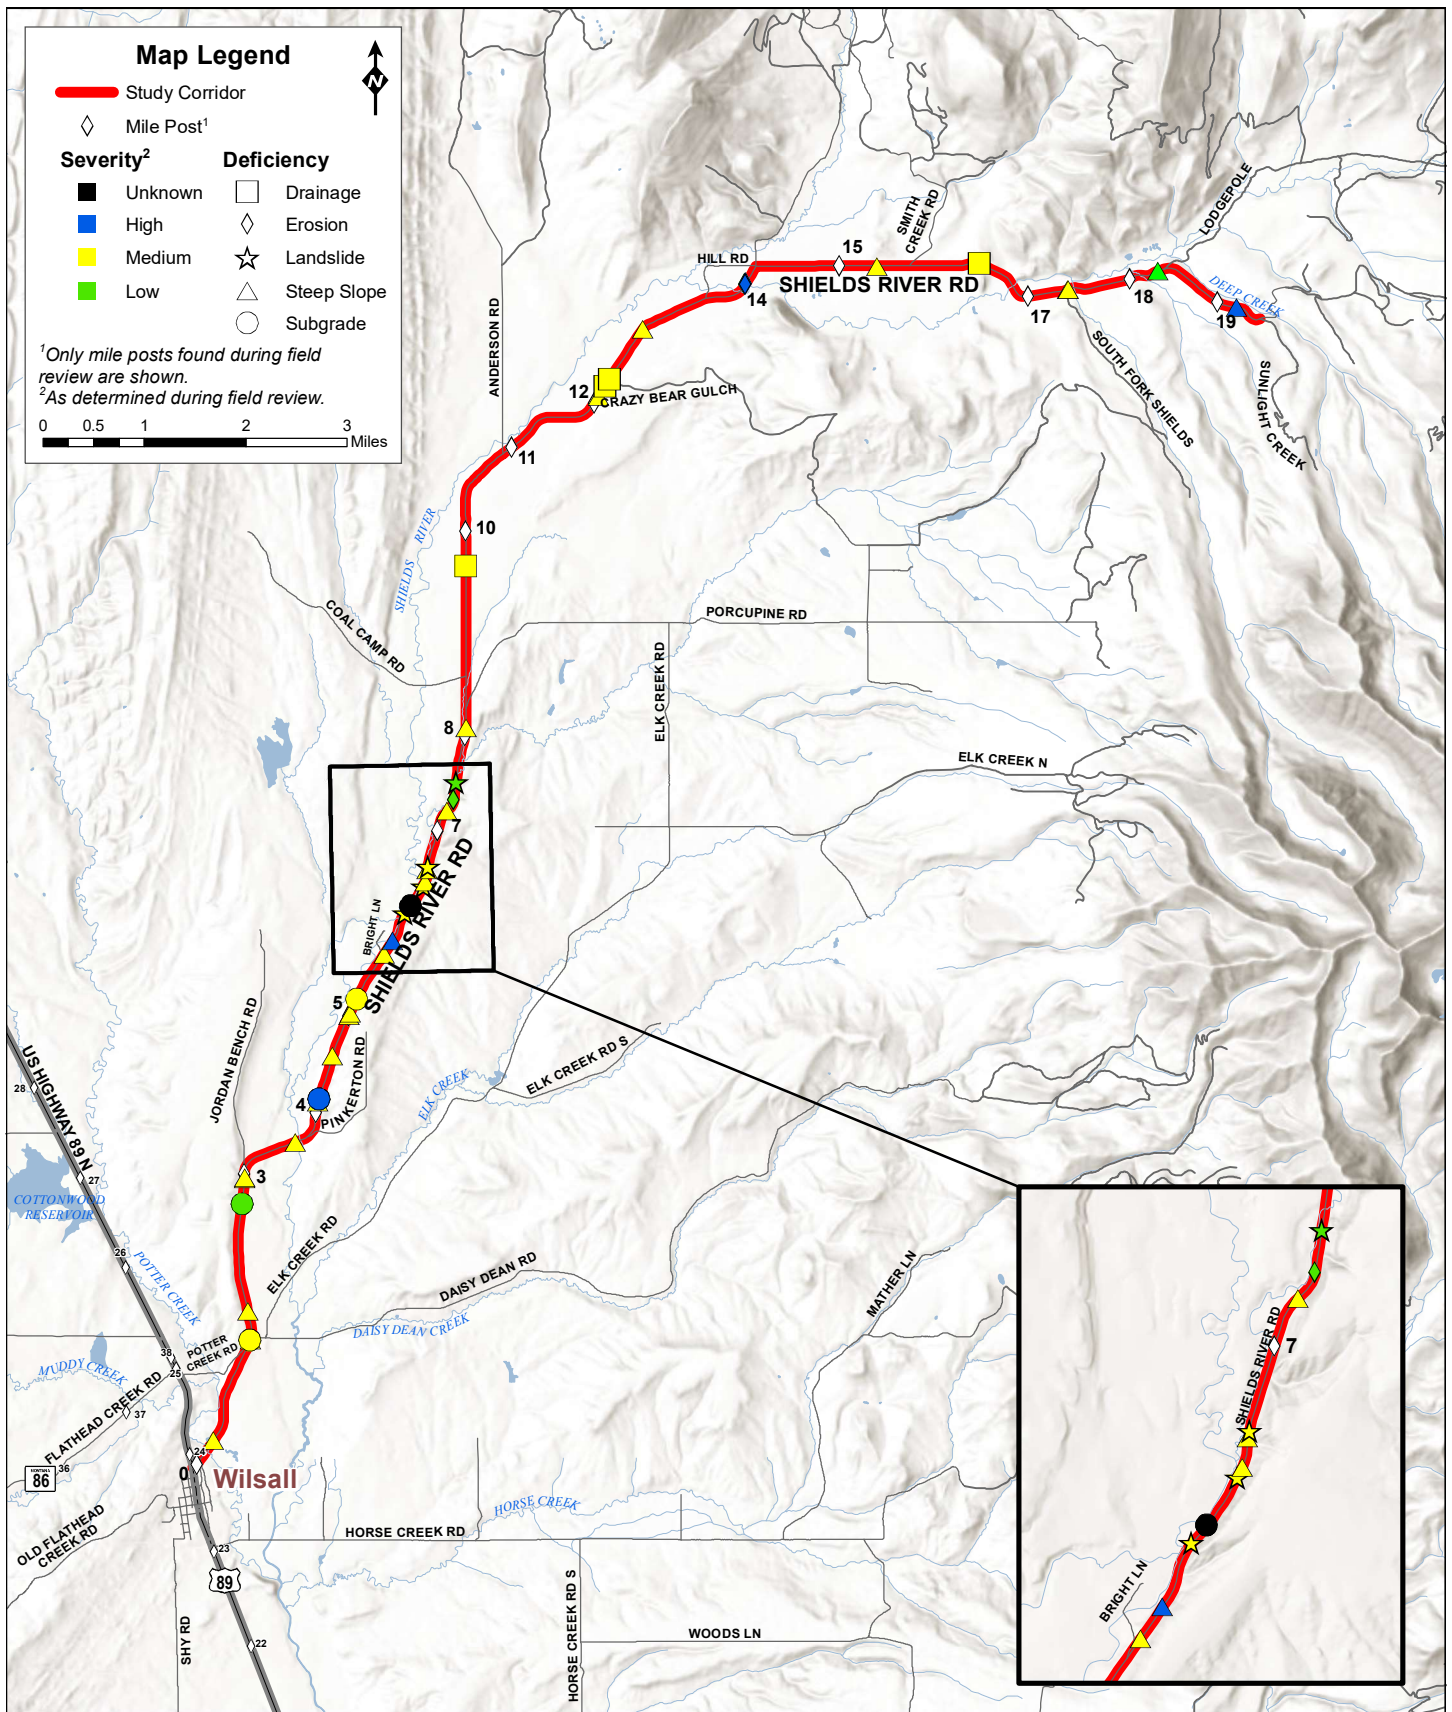 Map Legend
N
Study Corridor
Mile Post1
Severity2 Deficiency
Unknown Drainage
High Erosion
Medium Landslide
Low Steep Slope
Subgrade
1Only mile posts found during field
review are shown.
2As determined during field review.
0 0.5 1 2 3
Miles
LODGEPOLE
SMITH
CREEK RD
HILL RD
15
SHIELDS RIVER RD
14
17
18
DEEP CREEK
19
ANDERSON RD
SOUTH FORK SHIELDS
SUNLIGHT CREEK
12
CRAZY BEAR GULCH
11
10
SHIELDS RIVER
COAL CAMP RD
PORCUPINE RD
ELK CREEK RD
8
ELK CREEK N
7
SHIELDS RIVER RD
BRIGHT LN
5
JORDAN BENCH RD
PINKERTON RD
ELK CREEK
ELK CREEK RD S
4
US HIGHWAY 89 N
28
27
3
COTTONWOOD
RESERVOIR
26
POTTER CREEK
ELK CREEK RD
DAISY DEAN RD
DAISY DEAN CREEK
MATHER LN
38
POTTER
CREEK RD
25
MUDDY CREEK
FLATHEAD CREEK RD
37
36
MONTANA
86
24
0
Wilsall
OLD FLATHEAD
CREEK RD
HORSE CREEK
HORSE CREEK RD
23
89
SHY RD
22
HORSE CREEK RD S
WOODS LN
SHIELDS RIVER RD
7
BRIGHT LN